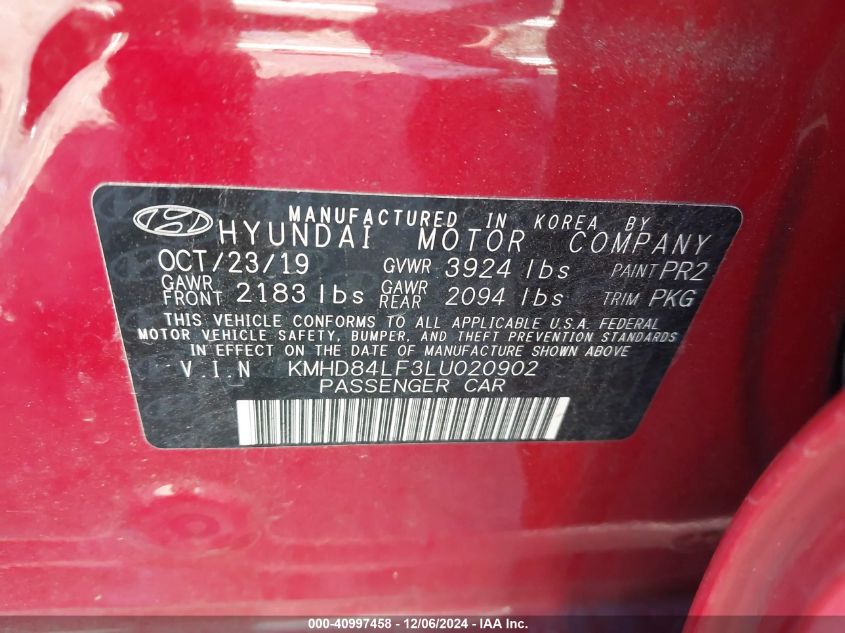 MANUFACTURED IN KOREA BY
HYUNDAI MOTOR COMPANY
OCT/23/19 GVWR 3924 lbs PAINT PR2
GAWR FRONT 2183 lbs GAWR REAR 2094 lbs TRIM PKG
THIS VEHICLE CONFORMS TO ALL APPLICABLE U.S.A. FEDERAL
MOTOR VEHICLE SAFETY, BUMPER, AND THEFT PREVENTION STANDARDS
IN EFFECT ON THE DATE OF MANUFACTURE SHOWN ABOVE
V.I.N KMHD84LF3LU020902
PASSENGER CAR
000-40997458 - 12/06/2024 - IAA Inc.